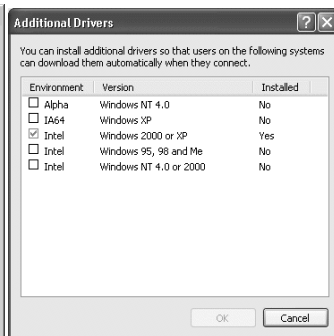 Additional Drivers
You can install additional drivers so that users on the following systems
can download them automatically when they connect.
Environment Version Installed
Alpha Windows NT 4.0 No
IA64 Windows XP No
Intel Windows 2000 or XP Yes
Intel Windows 95, 98 and Me No
Intel Windows NT 4.0 or 2000 No
OK Cancel